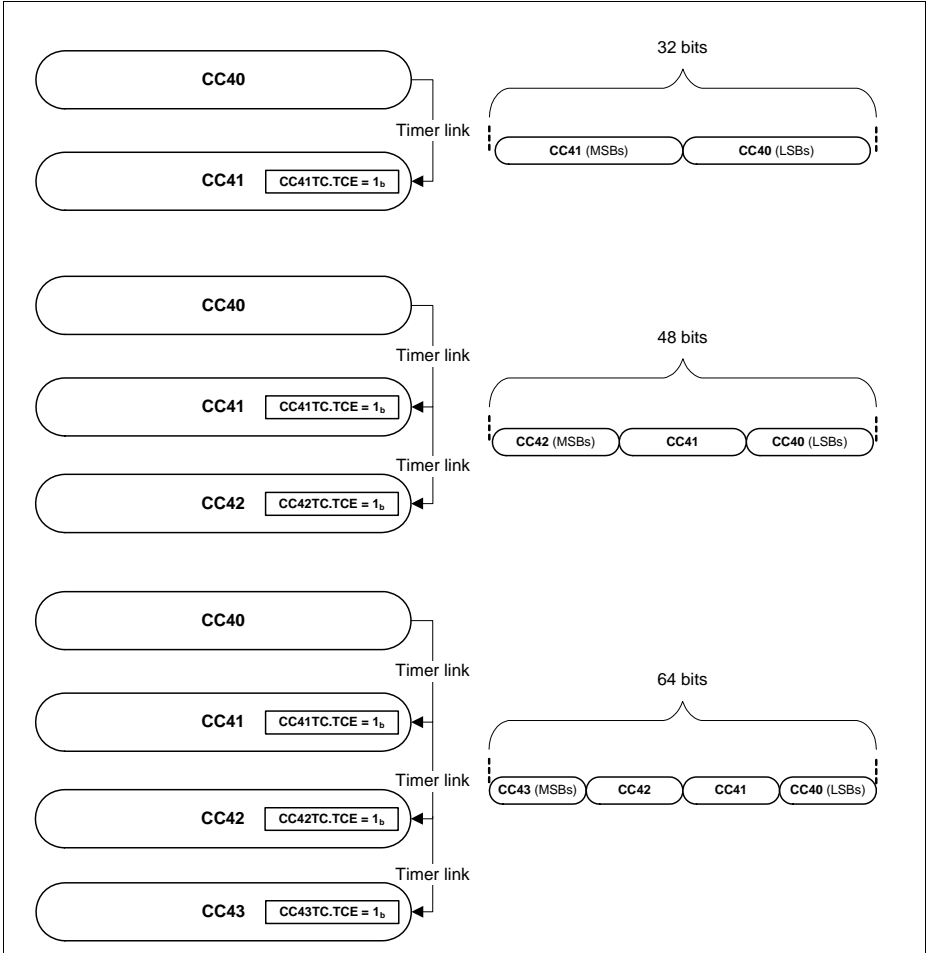 CC40
Timer link
CC41 CC41TC.TCE = 1b
32 bits
CC41 (MSBs) CC40 (LSBs)
CC40
Timer link
CC41 CC41TC.TCE = 1b
Timer link
CC42 CC42TC.TCE = 1b
48 bits
CC42 (MSBs) CC41 CC40 (LSBs)
CC40
Timer link
CC41 CC41TC.TCE = 1b
Timer link
CC42 CC42TC.TCE = 1b
Timer link
CC43 CC43TC.TCE = 1b
64 bits
CC43 (MSBs) CC42 CC41 CC40 (LSBs)